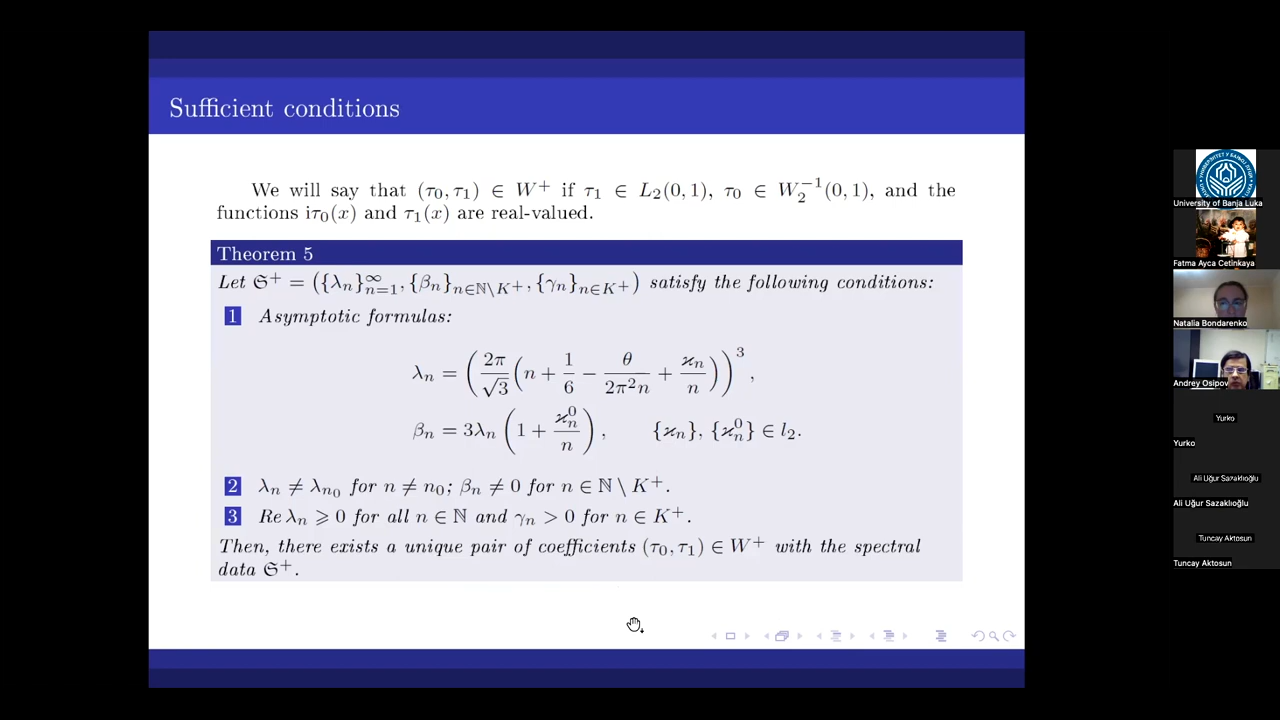 Sufficient conditions
We will say that (τ₀, τ₁) ∈ W⁺ if τ₁ ∈ L₂(0, 1), τ₀ ∈ W₂⁻¹(0, 1), and the
functions iτ₀(x) and τ₁(x) are real-valued.
Theorem 5
Let 𝔖⁺ = ({λₙ}ₙ₌₁^∞, {βₙ}ₙ∈ℕ∖K⁺, {γₙ}ₙ∈K⁺) satisfy the following conditions:
1 Asymptotic formulas:
λₙ = (2π/√3 (n + 1/6 − θ/2π²n + ϰₙ/n))³,
βₙ = 3λₙ (1 + ϰₙ⁰/n), {ϰₙ}, {ϰₙ⁰} ∈ l₂.
2 λₙ ≠ λₙ₀ for n ≠ n₀; βₙ ≠ 0 for n ∈ ℕ \ K⁺.
3 Re λₙ ⩾ 0 for all n ∈ ℕ and γₙ > 0 for n ∈ K⁺.
Then, there exists a unique pair of coefficients (τ₀, τ₁) ∈ W⁺ with the spectral
data 𝔖⁺.
University of Banja Luka
Fatma Ayca Cetinkaya
Natalia Bondarenko
Andrey Osipov
Yurko
Yurko
Ali Uğur Sazaklıoğlu
Ali Uğur Sazaklıoğlu
Tuncay Aktosun
Tuncay Aktosun